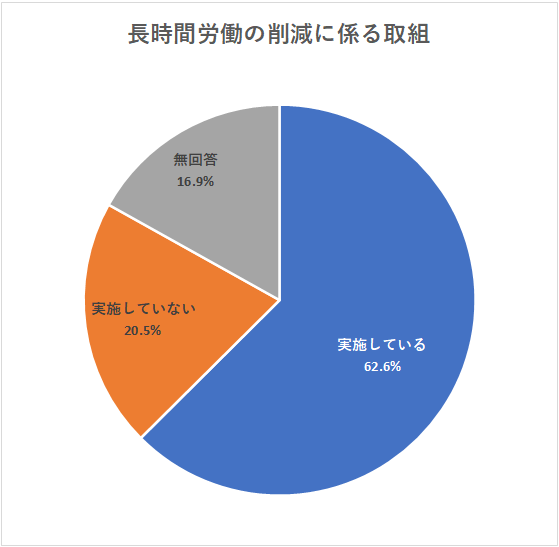 長時間労働の削減に係る取組
無回答
16.9%
実施していない
20.5%
実施している
62.6%